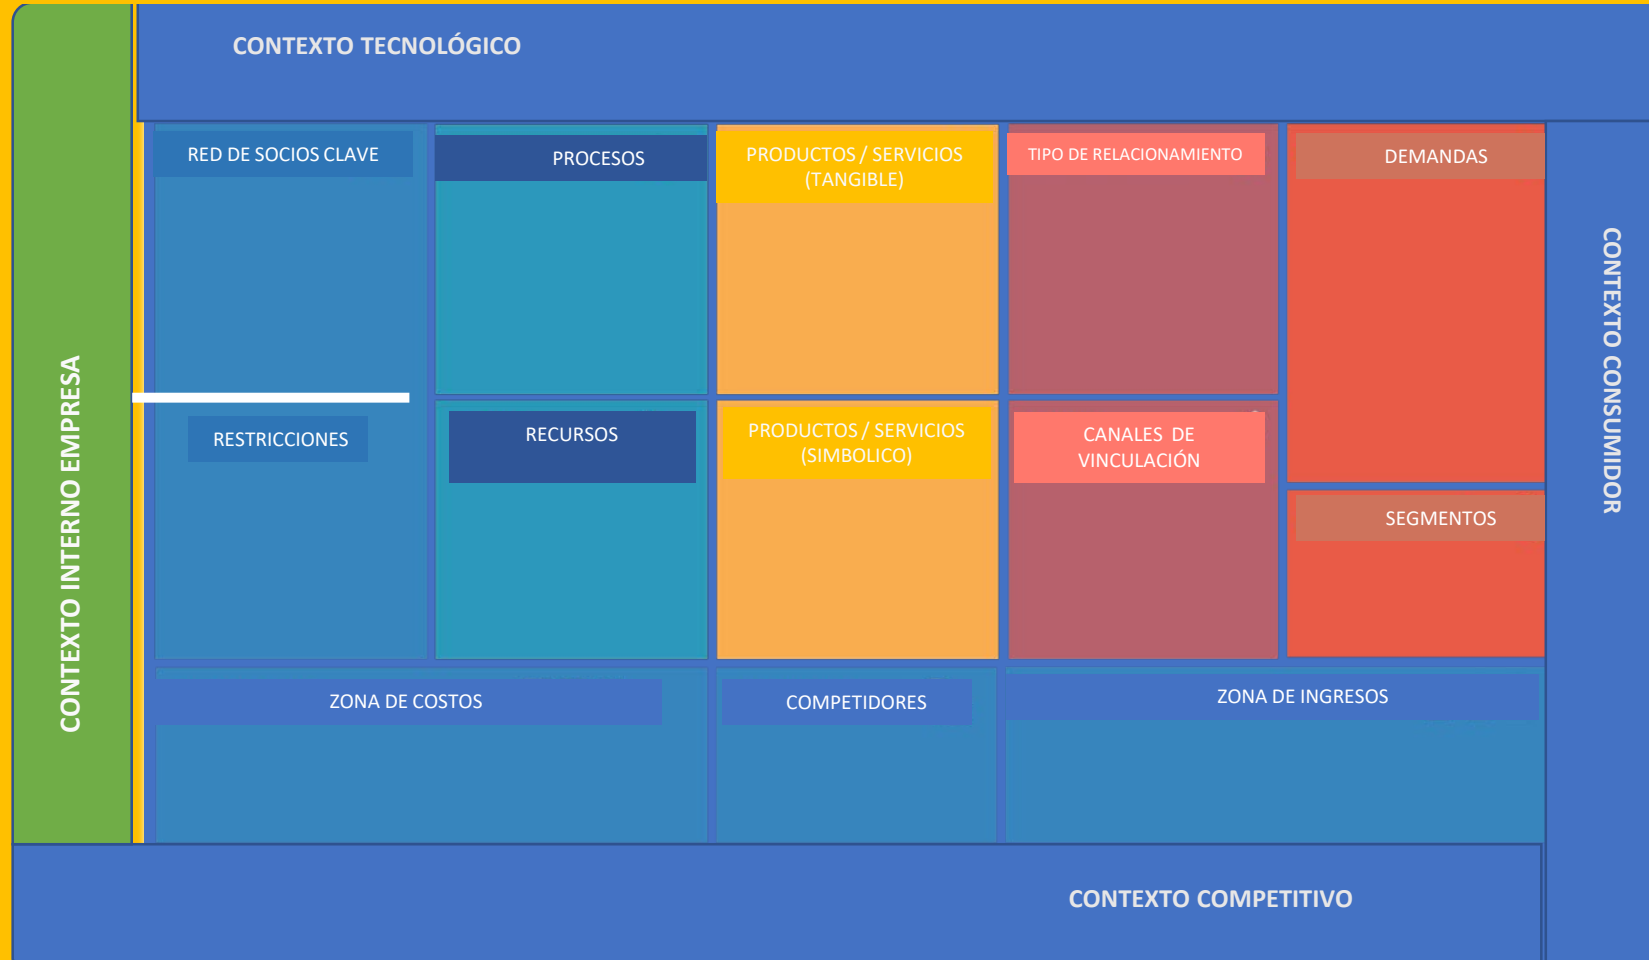 CONTEXTO TECNOLÓGICO
RED DE SOCIOS CLAVE
PROCESOS
PRODUCTOS / SERVICIOS
(TANGIBLE)
TIPO DE RELACIONAMIENTO
DEMANDAS
CONTEXTO INTERNO EMPRESA
CONTEXTO CONSUMIDOR
RESTRICCIONES
RECURSOS
PRODUCTOS / SERVICIOS
(SIMBOLICO)
CANALES DE
VINCULACIÓN
SEGMENTOS
ZONA DE COSTOS
COMPETIDORES
ZONA DE INGRESOS
CONTEXTO COMPETITIVO